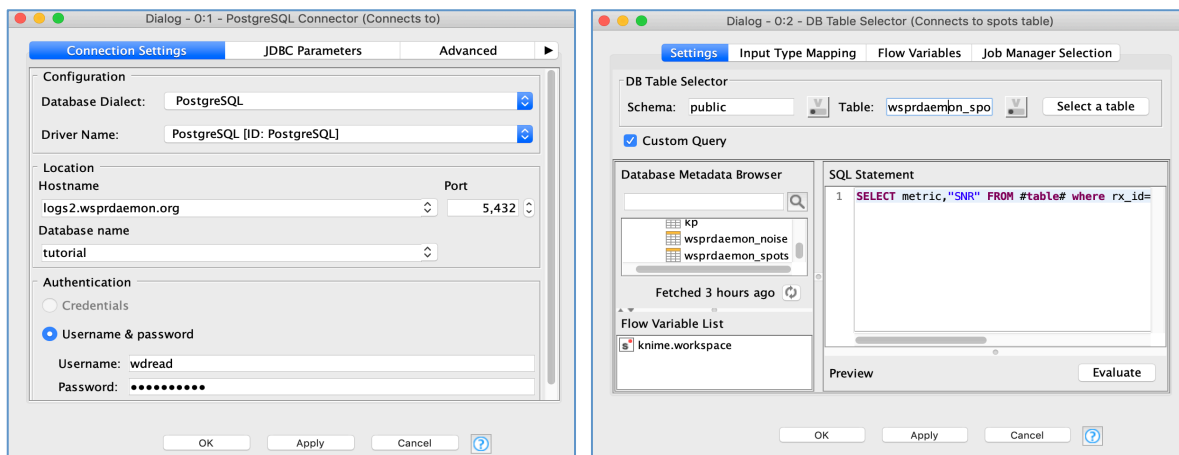 Dialog - 0:1 - PostgreSQL Connector (Connects to)
Connection Settings JDBC Parameters Advanced
Configuration
Database Dialect: PostgreSQL
Driver Name: PostgreSQL [ID: PostgreSQL]
Location
Hostname Port
logs2.wsprdaemon.org 5,432
Database name
tutorial
Authentication
Credentials
Username & password
Username: wdread
Password: ●●●●●●●●●●
OK Apply Cancel ?
Dialog - 0:2 - DB Table Selector (Connects to spots table)
Settings Input Type Mapping Flow Variables Job Manager Selection
DB Table Selector
Schema: public V Table: wsprdaemon_spo V Select a table
Custom Query
Database Metadata Browser
kp
wsprdaemon_noise
wsprdaemon_spots
Fetched 3 hours ago
Flow Variable List
s knime.workspace
SQL Statement
1 SELECT metric,"SNR" FROM #table# where rx_id=
Preview Evaluate
OK Apply Cancel ?